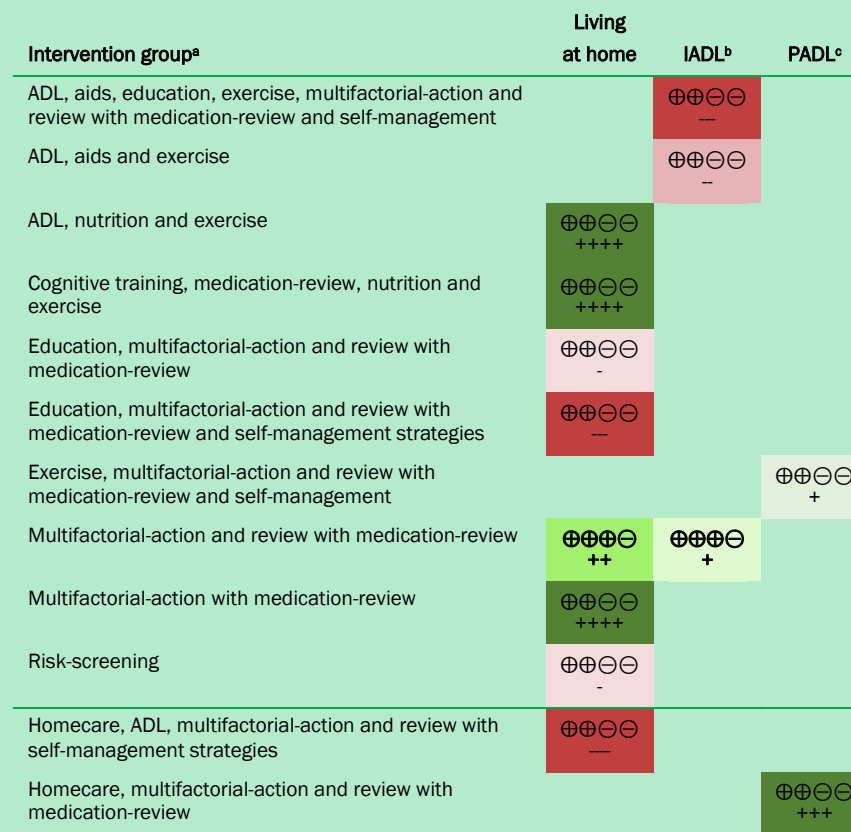 Living
Intervention groupᵃ at home IADLᵇ PADLᶜ
ADL, aids, education, exercise, multifactorial-action and ⊕⊕⊖⊖
review with medication-review and self-management ---
ADL, aids and exercise ⊕⊕⊖⊖
--
ADL, nutrition and exercise ⊕⊕⊖⊖
++++
Cognitive training, medication-review, nutrition and ⊕⊕⊖⊖
exercise ++++
Education, multifactorial-action and review with ⊕⊕⊖⊖
medication-review -
Education, multifactorial-action and review with ⊕⊕⊖⊖
medication-review and self-management strategies ---
Exercise, multifactorial-action and review with ⊕⊕⊖⊖
medication-review and self-management +
Multifactorial-action and review with medication-review ⊕⊕⊕⊖ ⊕⊕⊕⊖
++ +
Multifactorial-action with medication-review ⊕⊕⊖⊖
++++
Risk-screening ⊕⊕⊖⊖
-
Homecare, ADL, multifactorial-action and review with ⊕⊕⊖⊖
self-management strategies ----
Homecare, multifactorial-action and review with ⊕⊕⊖⊖
medication-review +++